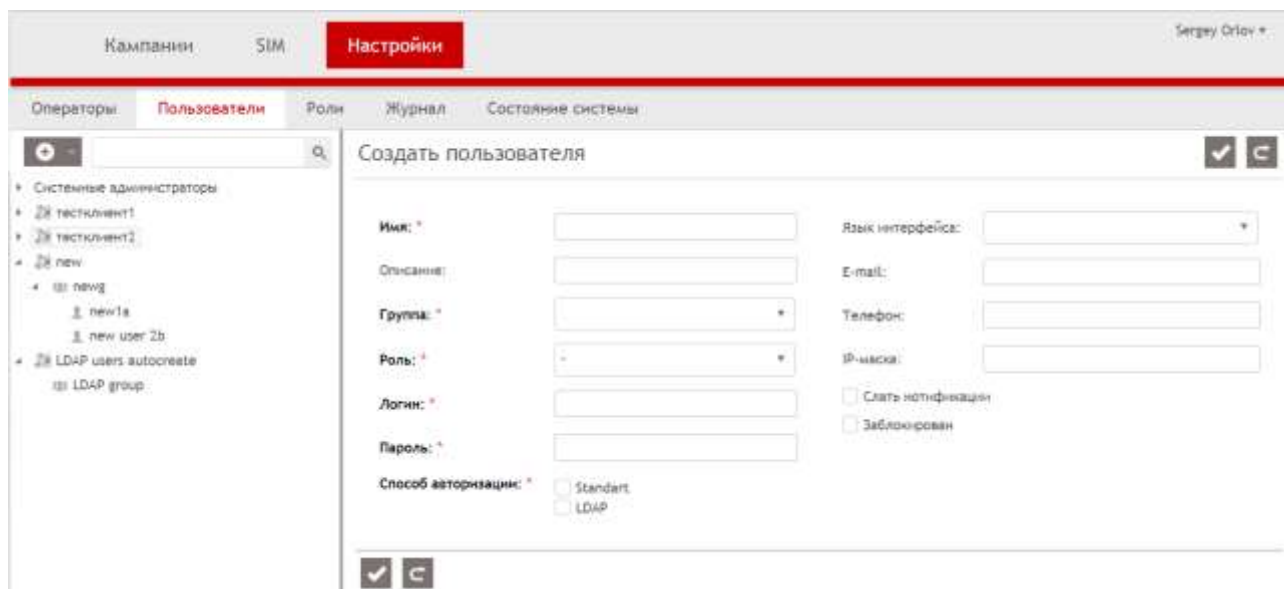 Кампании SIM Настройки Sergey Orlov
Операторы Пользователи Роли Журнал Состояние системы
Создать пользователя
Системные администраторы
тестклиент1
тестклиент2
new
newg
new1a
new user 2b
LDAP users autocreate
LDAP group
Имя: *
Описание:
Группа: *
Роль: * -
Логин: *
Пароль: *
Способ авторизации: * Standart
LDAP
Язык интерфейса:
E-mail:
Телефон:
IP-маска:
Слать нотификации
Заблокирован